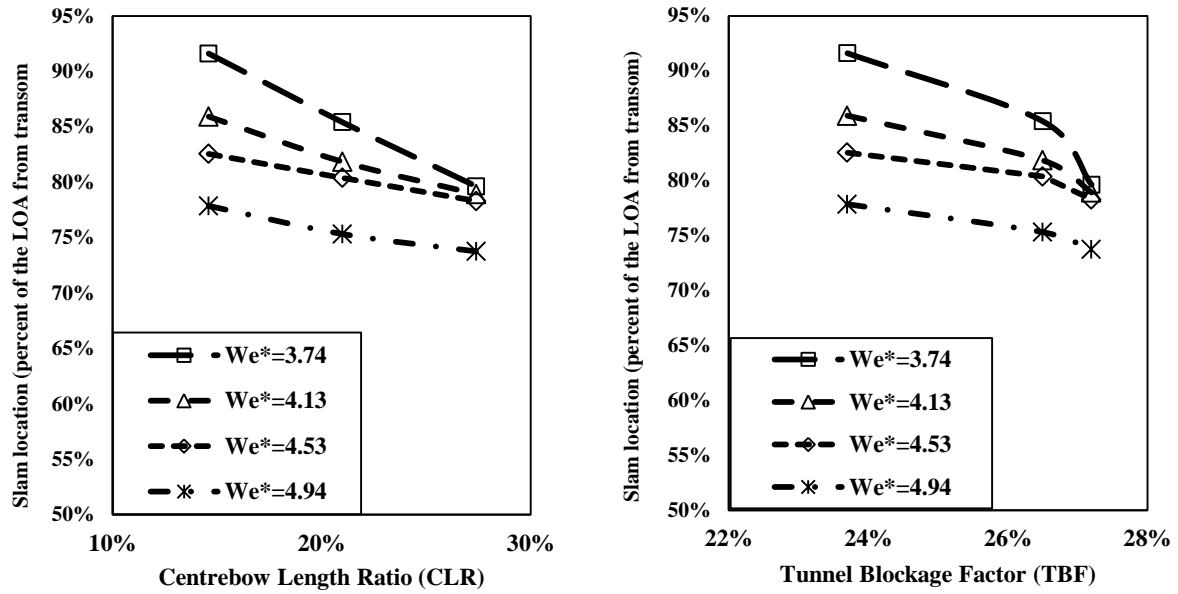 Slam location (percent of the LOA from transom
95%
90%
85%
80%
75%
70%
65%
60%
55%
50%
10%
20%
30%
Centrebow Length Ratio (CLR)
We*=3.74
We*=4.13
We*=4.53
We*=4.94
Slam location (percent of the LOA from transom)
95%
90%
85%
80%
75%
70%
65%
60%
55%
50%
22%
24%
26%
28%
Tunnel Blockage Factor (TBF)
We*=3.74
We*=4.13
We*=4.53
We*=4.94